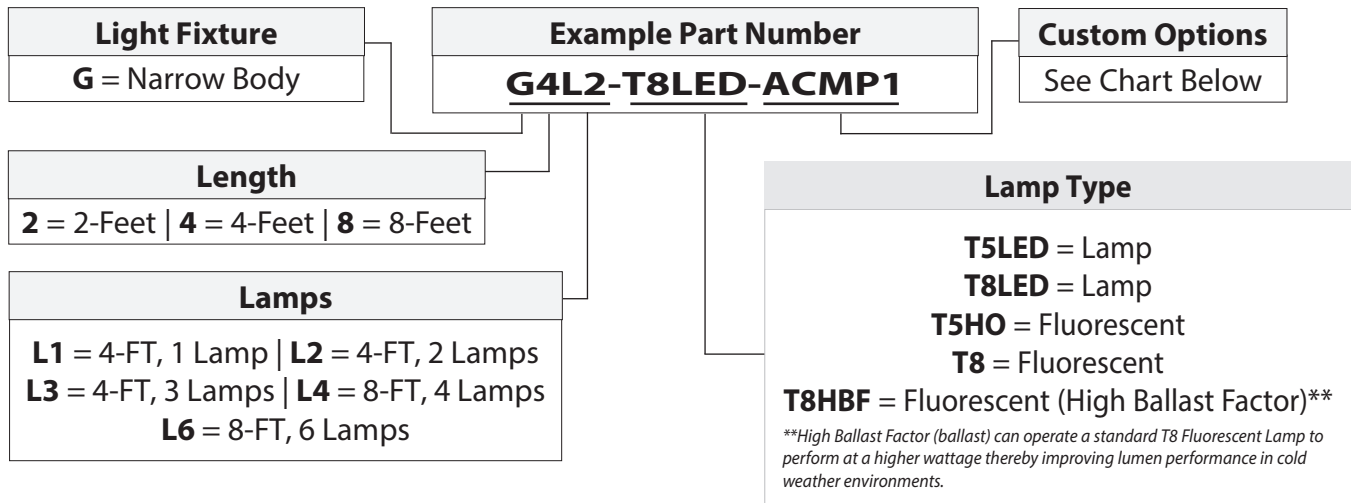 Light Fixture
G = Narrow Body
Example Part Number
G4L2-T8LED-ACMP1
Custom Options
See Chart Below
Length
2 = 2-Feet | 4 = 4-Feet | 8 = 8-Feet
Lamps
L1 = 4-FT, 1 Lamp | L2 = 4-FT, 2 Lamps
L3 = 4-FT, 3 Lamps | L4 = 8-FT, 4 Lamps
L6 = 8-FT, 6 Lamps
Lamp Type
T5LED = Lamp
T8LED = Lamp
T5HO = Fluorescent
T8 = Fluorescent
T8HBF = Fluorescent (High Ballast Factor)**
**High Ballast Factor (ballast) can operate a standard T8 Fluorescent Lamp to
perform at a higher wattage thereby improving lumen performance in cold
weather environments.